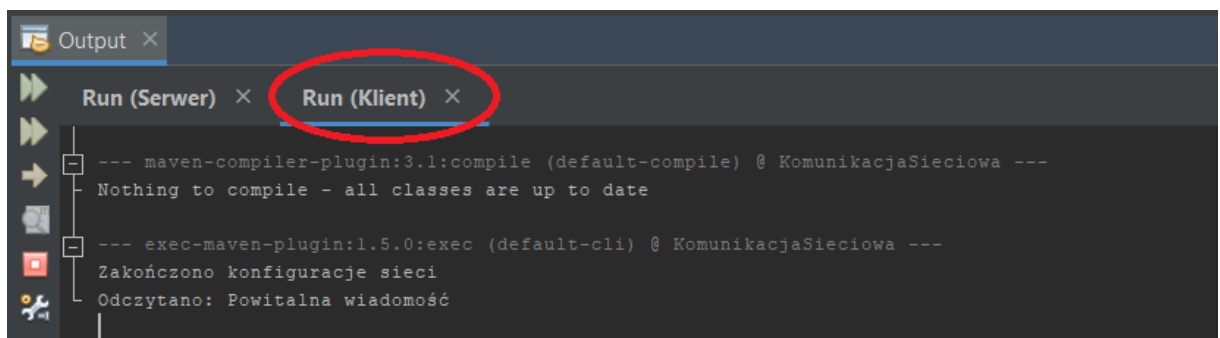 Output
Run (Serwer) Run (Klient)
--- maven-compiler-plugin:3.1:compile (default-compile) @ KomunikacjaSieciowa ---
Nothing to compile - all classes are up to date
--- exec-maven-plugin:1.5.0:exec (default-cli) @ KomunikacjaSieciowa ---
Zakończono konfiguracje sieci
Odczytano: Powitalna wiadomość